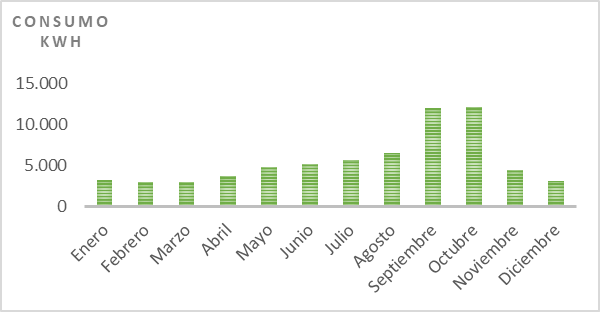 CONSUMO
KWH
15.000
10.000
5.000
0
Enero
Febrero
Marzo
Abril
Mayo
Junio
Julio
Agosto
Septiembre
Octubre
Noviembre
Diciembre